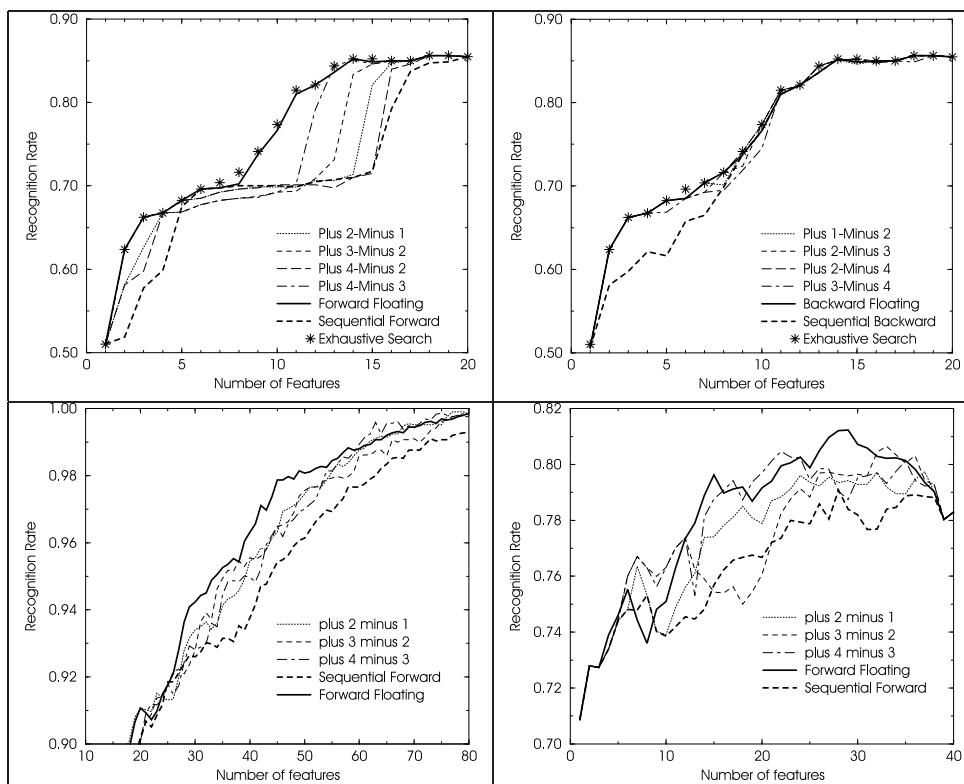 0.90
0.80
0.70
0.60
0.50
Recognition Rate
Plus 2-Minus 1
Plus 3-Minus 2
Plus 4-Minus 2
Plus 4-Minus 3
Forward Floating
Sequential Forward
Exhaustive Search
0 5 10 15 20
Number of Features
0.90
0.80
0.70
0.60
0.50
Recognition Rate
Plus 1-Minus 2
Plus 2-Minus 3
Plus 2-Minus 4
Plus 3-Minus 4
Backward Floating
Sequential Backward
Exhaustive Search
0 5 10 15 20
Number of Features
1.00
0.98
0.96
0.94
0.92
0.90
Recognition Rate
plus 2 minus 1
plus 3 minus 2
plus 4 minus 3
Sequential Forward
Forward Floating
10 20 30 40 50 60 70 80
Number of features
0.82
0.80
0.78
0.76
0.74
0.72
0.70
Recognition Rate
plus 2 minus 1
plus 3 minus 2
plus 4 minus 3
Forward Floating
Sequential Forward
0 10 20 30 40
Number of features